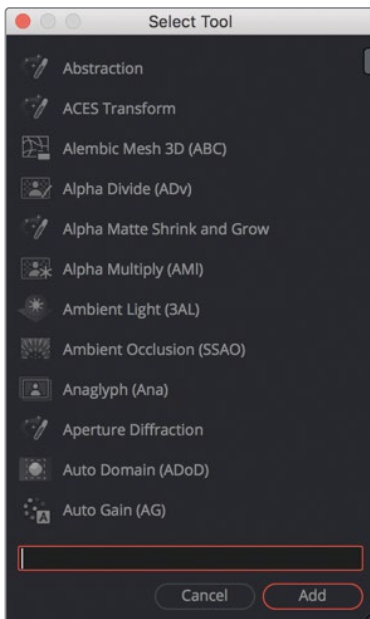 Select Tool
Abstraction
ACES Transform
Alembic Mesh 3D (ABC)
Alpha Divide (ADv)
Alpha Matte Shrink and Grow
Alpha Multiply (AMl)
Ambient Light (3AL)
Ambient Occlusion (SSAO)
Anaglyph (Ana)
Aperture Diffraction
Auto Domain (ADoD)
Auto Gain (AG)
Cancel Add